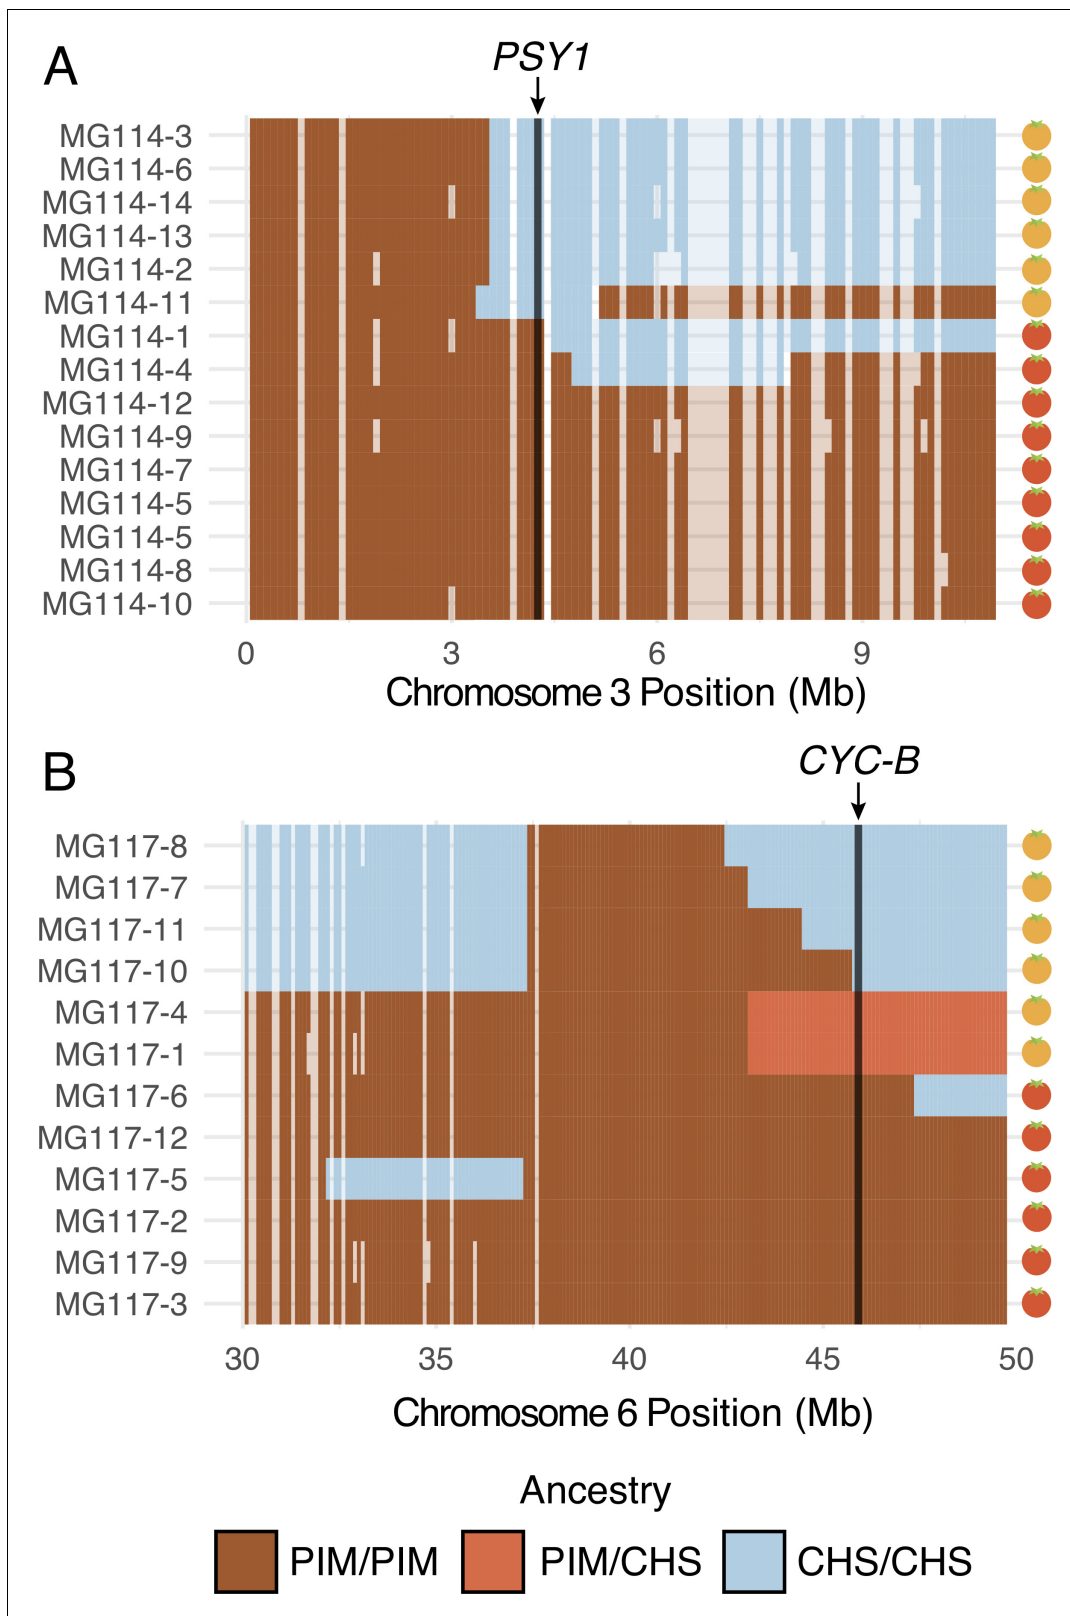 A
PSY1
MG114-3
MG114-6
MG114-14
MG114-13
MG114-2
MG114-11
MG114-1
MG114-4
MG114-12
MG114-9
MG114-7
MG114-5
MG114-5
MG114-8
MG114-10
0 3 6 9
Chromosome 3 Position (Mb)
B
CYC-B
MG117-8
MG117-7
MG117-11
MG117-10
MG117-4
MG117-1
MG117-6
MG117-12
MG117-5
MG117-2
MG117-9
MG117-3
30 35 40 45 50
Chromosome 6 Position (Mb)
Ancestry
PIM/PIM PIM/CHS CHS/CHS